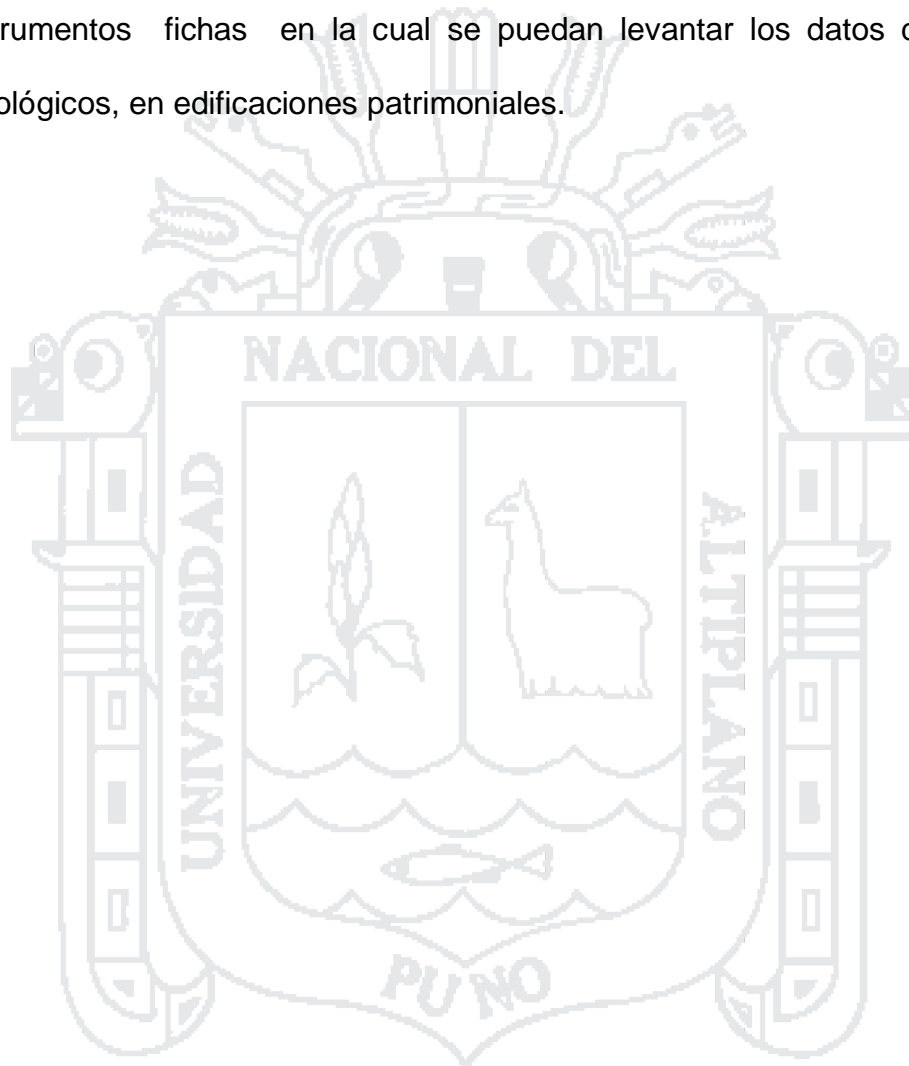 rumentos fichas en la cual se puedan levantar los datos
ológicos, en edificaciones patrimoniales.
NACIONAL DEL
UNIVERSIDAD
ALTIPLANO
PUNO